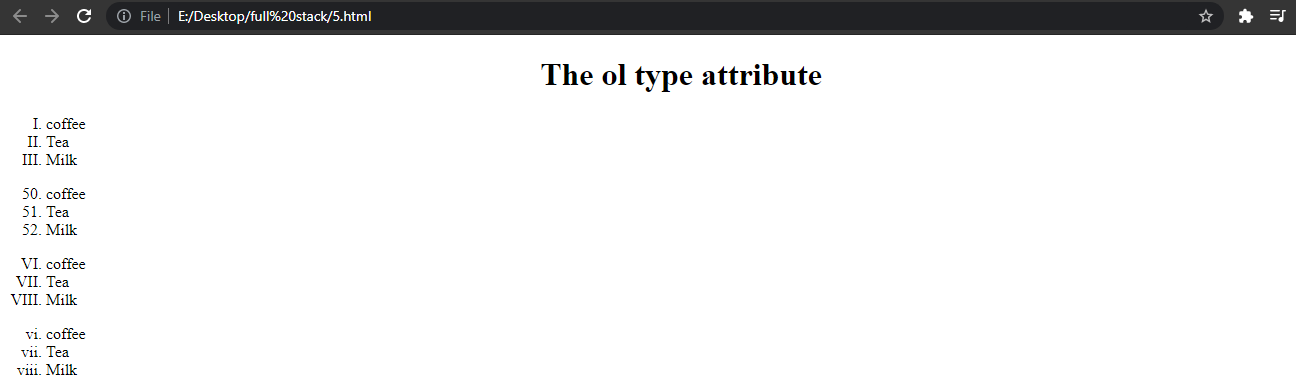 File E:/Desktop/full%20stack/5.html
The ol type attribute
I. coffee
II. Tea
III. Milk
50. coffee
51. Tea
52. Milk
VI. coffee
VII. Tea
VIII. Milk
vi. coffee
vii. Tea
viii. Milk